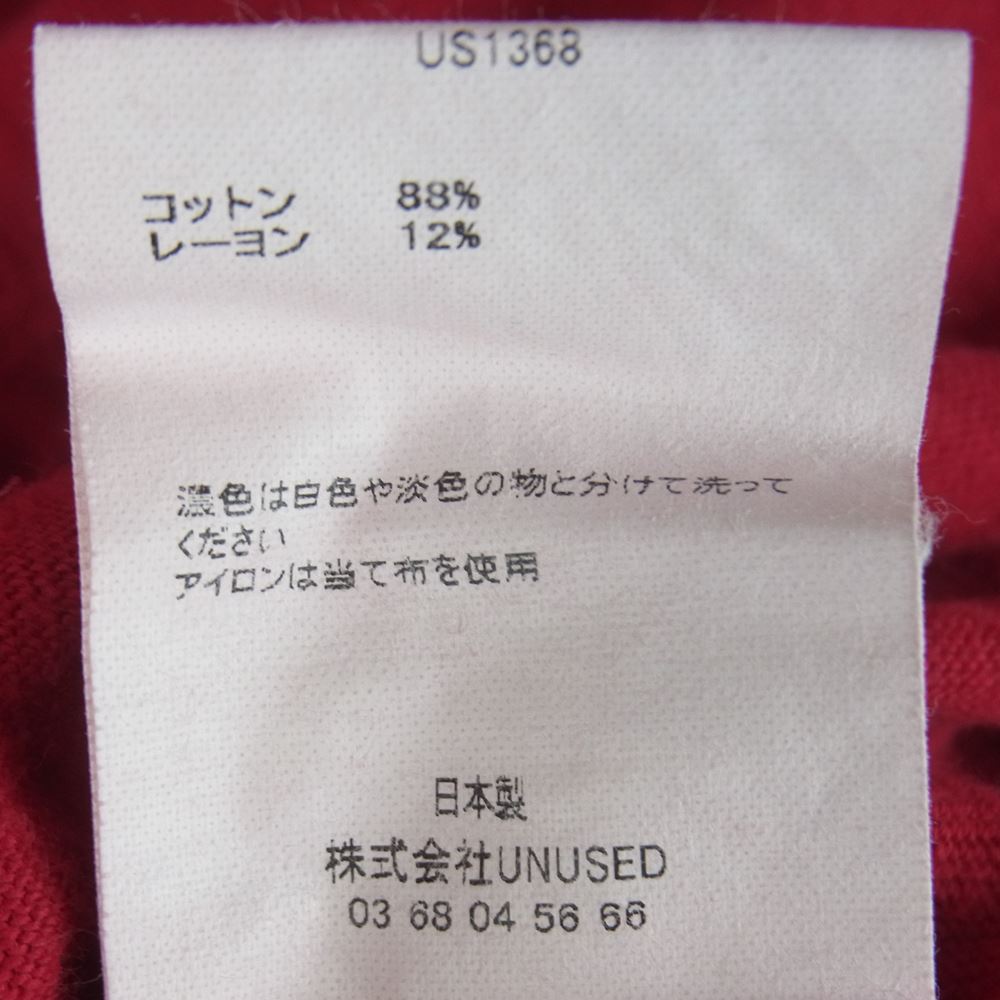 US1368
コットン 88%
レーヨン 12%
濃色は白色や淡色の物と分けて洗って
ください
アイロンは当て布を使用
日本製
株式会社UNUSED
03 68 04 56 66